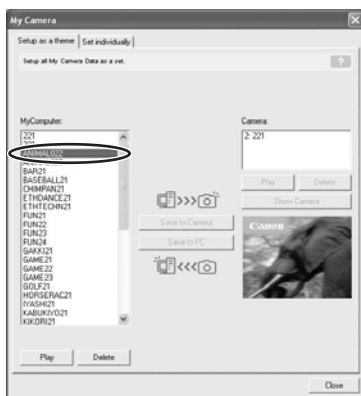 My Camera
Setup as a theme
Set individually
Setup all My Camera Data as a set.
?
MyComputer:
221
ANIMAL022
BAR21
BASEBALL21
CHIMPAN21
ETHDANCE21
ETHTECHN21
FUN21
FUN22
FUN23
FUN24
GAKKI21
GAME21
GAME22
GAME23
GOLF21
HORSERAC21
IYASHI21
KABUKIYO21
KIKORI21
Play
Delete
>>>
Save to Camera
Save to PC
<<<
Camera:
2: 221
Play
Delete
Show Camera
Canon
Close